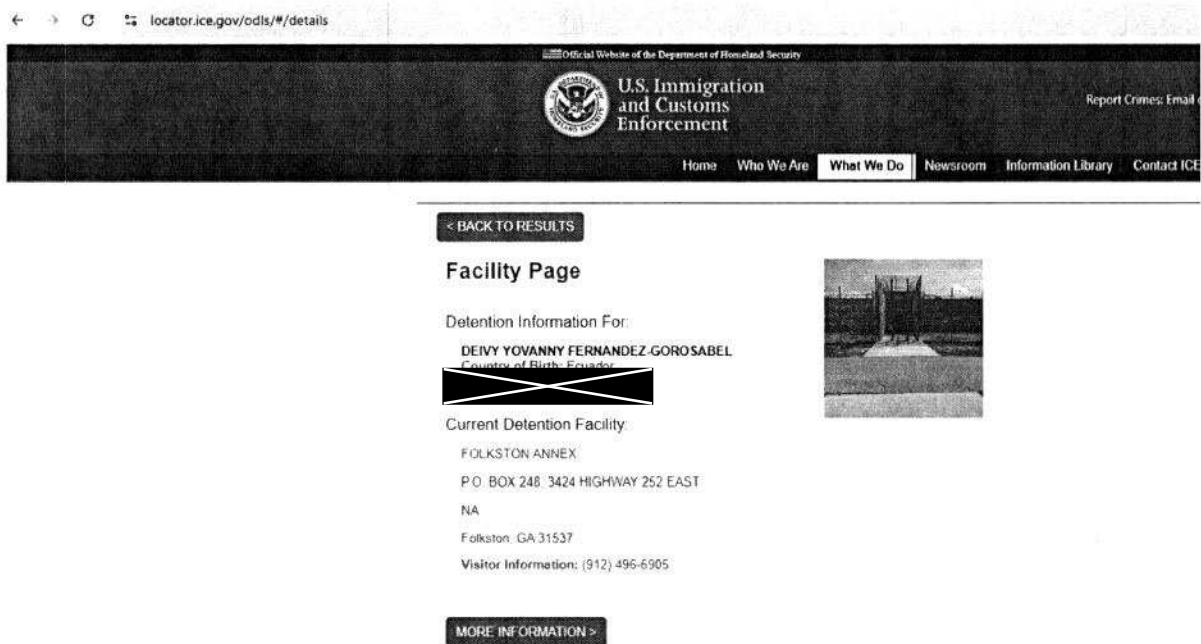 locator.ice.gov/odls/#/details
Official Website of the Department of Homeland Security
U.S. Immigration
and Customs
Enforcement
Report Crimes: Email
Home Who We Are What We Do Newsroom Information Library Contact ICE
< BACK TO RESULTS
Facility Page
Detention Information For:
DEIVY YOVANNY FERNANDEZ-GOROSABEL
Country of Birth: Ecuador
Current Detention Facility:
FOLKSTON ANNEX
P.O. BOX 248, 3424 HIGHWAY 252 EAST
NA
Folkston, GA 31537
Visitor Information: (912) 496-6905
MORE INFORMATION >